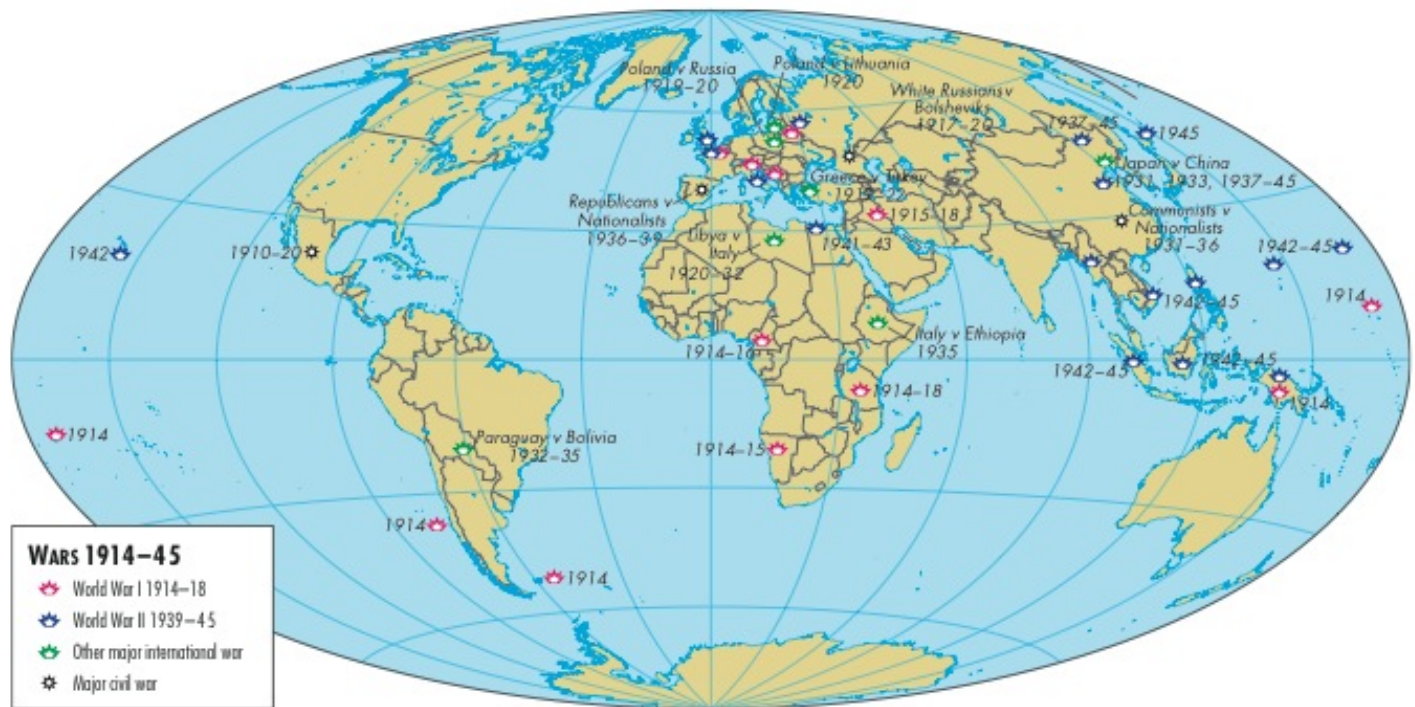 Poland v Russia
1919–20
Poland v Lithuania
1920
White Russians v
Bolsheviks
1917–20
1937–45
1945
Japan v China
1931, 1933, 1937–45
Greece v Turkey
1919–22
Republicans v
Nationalists
1936–39
1915–18
Communists v
Nationalists
1931–36
Libya v
Italy
1920–32
1941–43
1942
1910–20
1942–45
1942–45
1914
1914–16
Italy v Ethiopia
1935
1942–45
1942–45
1914–18
1914
1914
Paraguay v Bolivia
1932–35
1914–15
1914
1914
WARS 1914–45
World War I 1914–18
World War II 1939–45
Other major international war
Major civil war